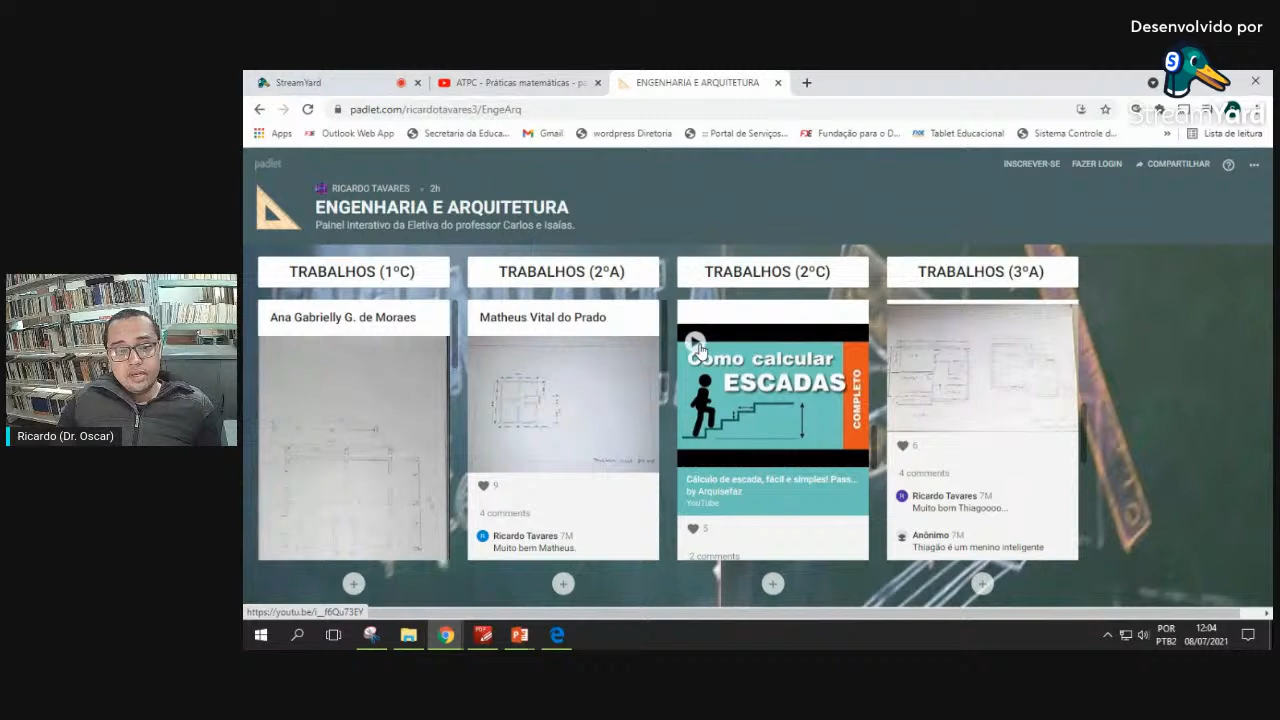 Desenvolvido por
S
StreamYard
StreamYard
ATPC - Práticas matemáticas - pa
ENGENHARIA E ARQUITETURA
padlet.com/ricardotavares3/EngeArq
Apps
Outlook Web App
Secretaria da Educa...
Gmail
wordpress Diretoria
::: Portal de Serviços...
Fundação para o D...
Tablet Educacional
Sistema Controle d...
»
Lista de leitura
padlet
INSCREVER-SE
FAZER LOGIN
COMPARTILHAR
RICARDO TAVARES • 2h
ENGENHARIA E ARQUITETURA
Painel interativo da Eletiva do professor Carlos e Isaías.
TRABALHOS (1ºC)
TRABALHOS (2ºA)
TRABALHOS (2ºC)
TRABALHOS (3ºA)
Ana Gabrielly G. de Moraes
Matheus Vital do Prado
9
4 comments
Ricardo Tavares 7M
Muito bem Matheus.
Como calcular
ESCADAS
COMPLETO
Cálculo de escada, fácil e simples! Pass...
by Arquisefaz
YouTube
5
2 comments
6
4 comments
Ricardo Tavares 7M
Muito bom Thiagoooo...
Anônimo 7M
Thiagão é um menino inteligente
Ricardo (Dr. Oscar)
https://youtu.be/i__f6Qu73EY
POR
PTB2
12:04
08/07/2021